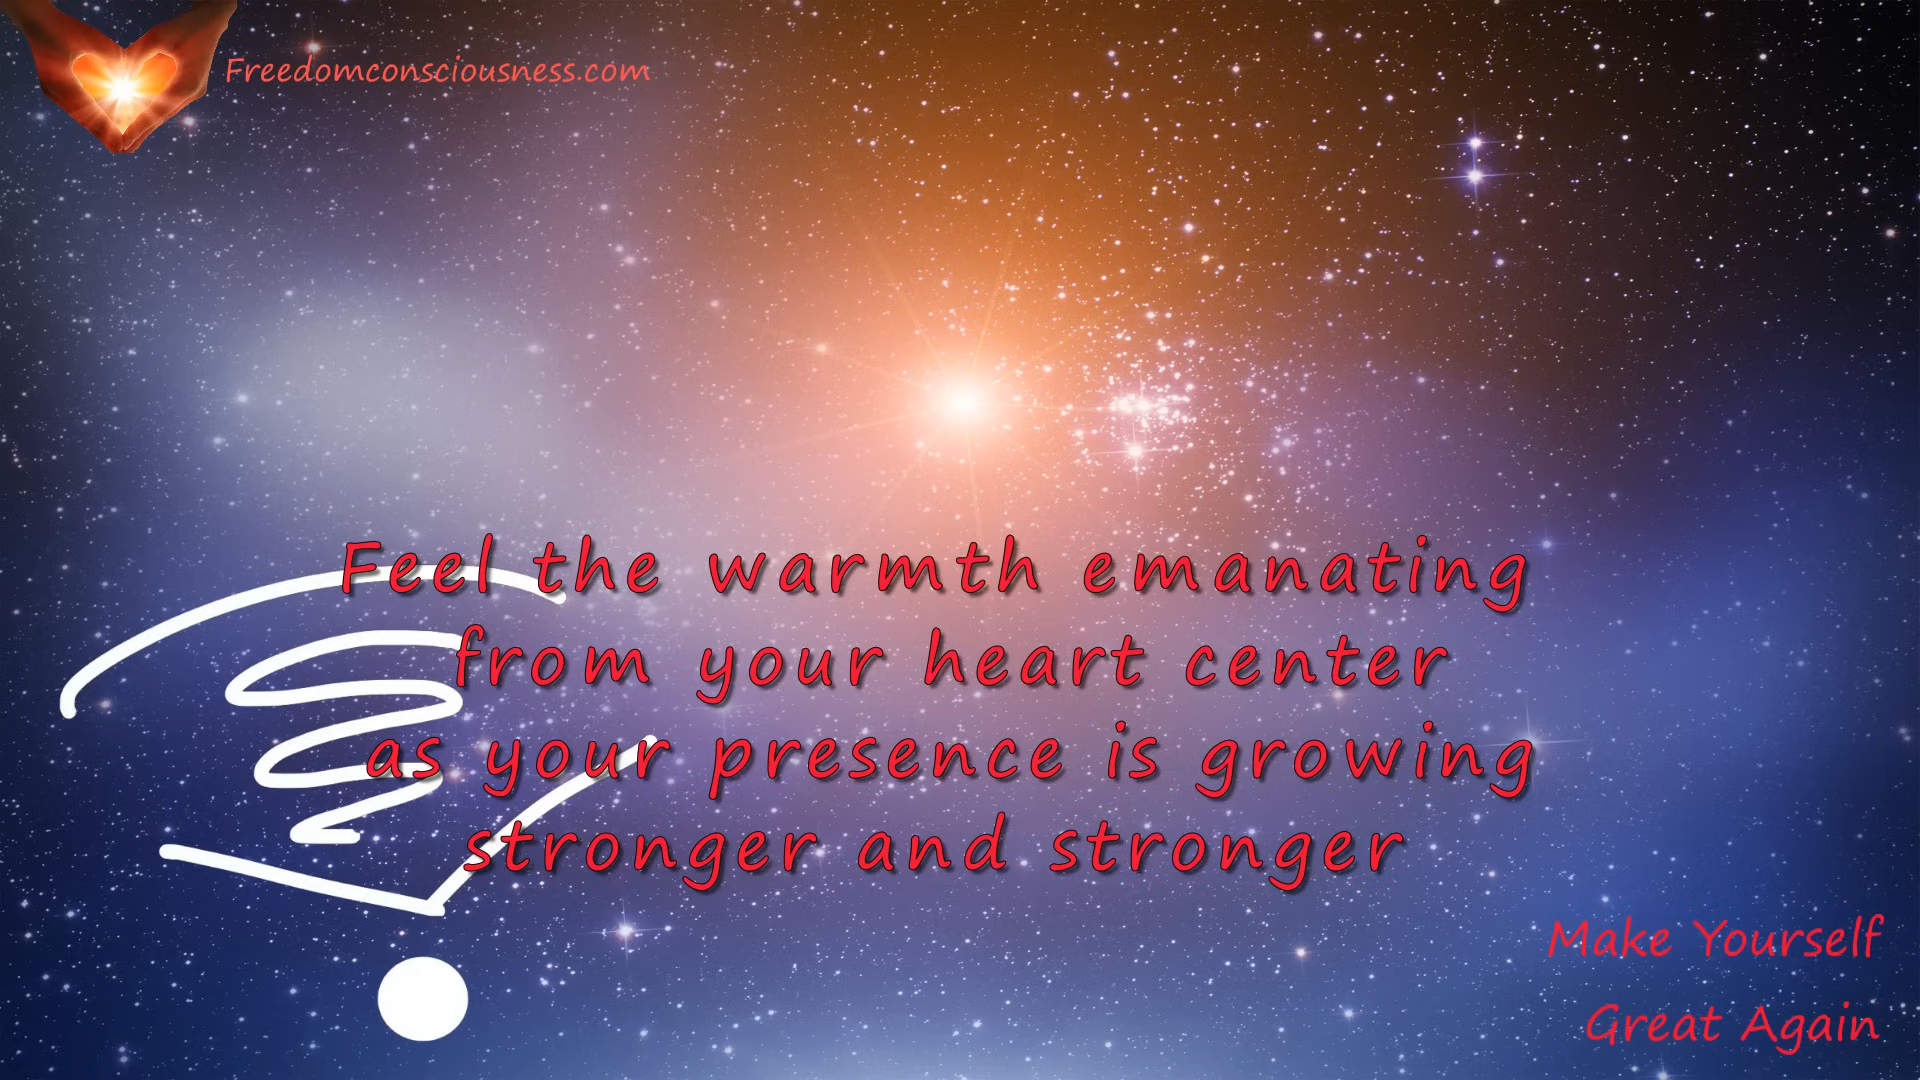 Freedomconsciousness.com
Feel the warmth emanating
from your heart center
as your presence is growing
stronger and stronger
Make Yourself
Great Again